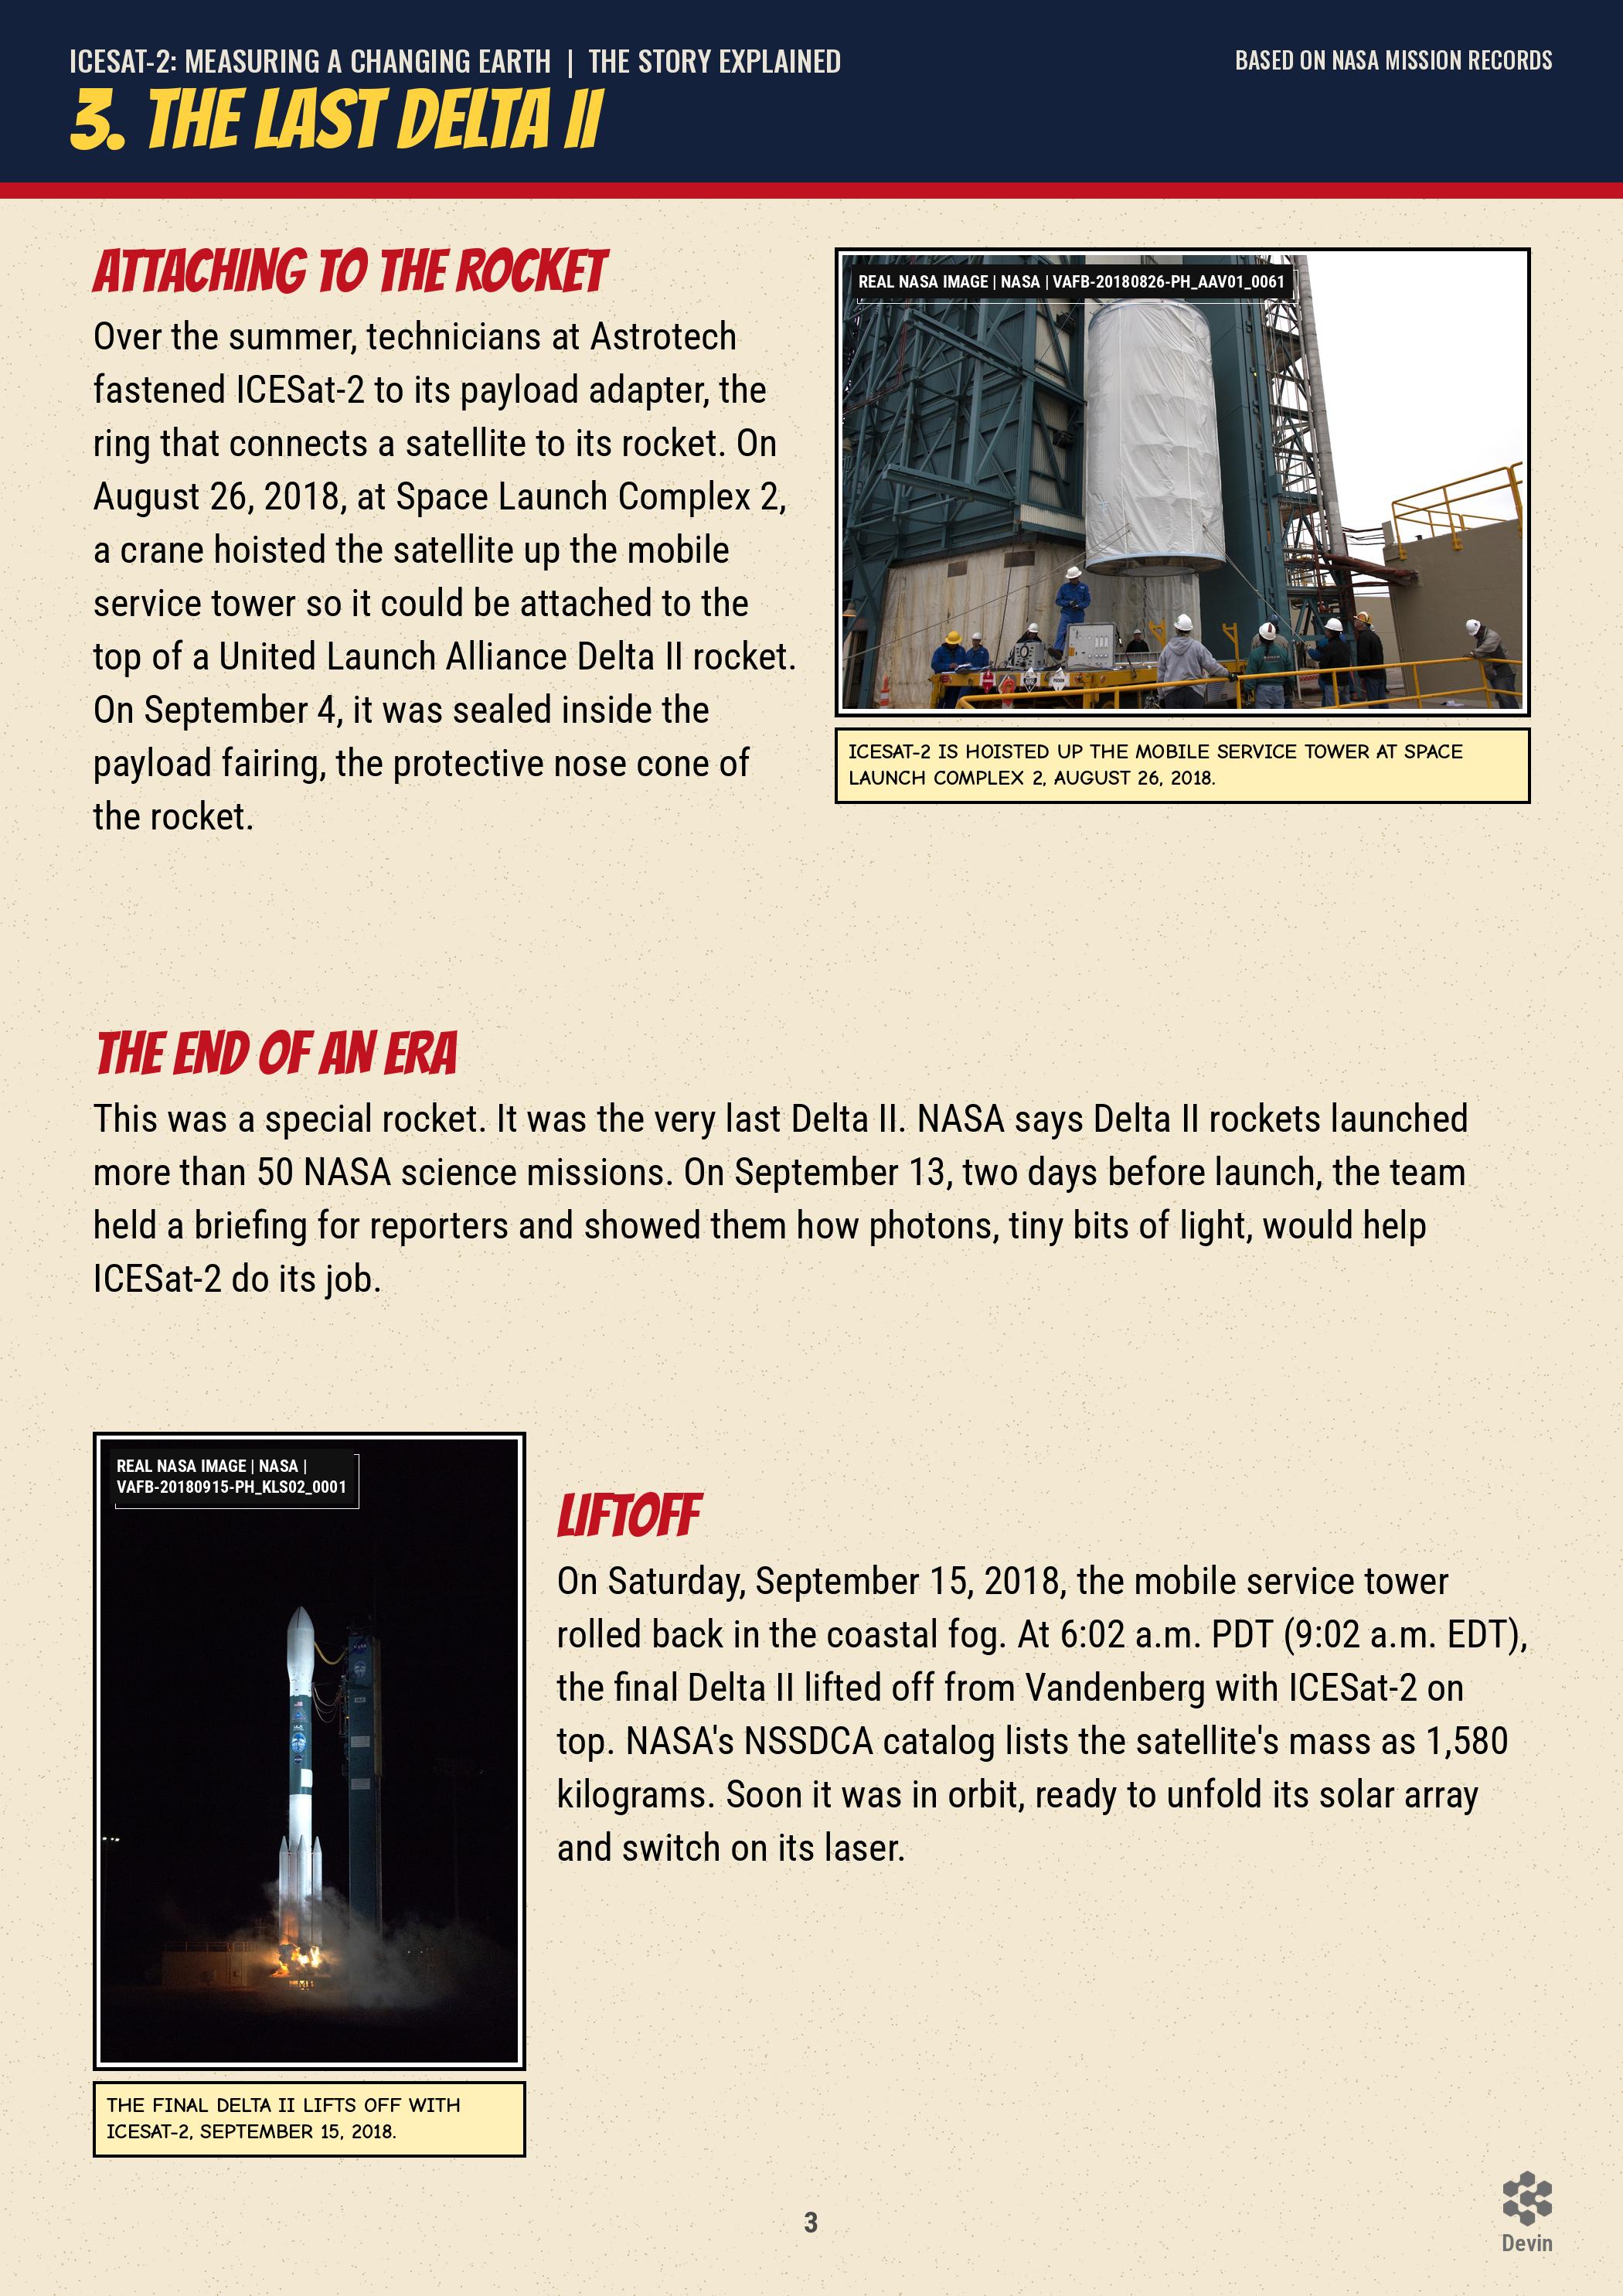 ICESAT-2: MEASURING A CHANGING EARTH | THE STORY EXPLAINED
BASED ON NASA MISSION RECORDS
3. THE LAST DELTA II
ATTACHING TO THE ROCKET
Over the summer, technicians at Astrotech
fastened ICESat-2 to its payload adapter, the
ring that connects a satellite to its rocket. On
August 26, 2018, at Space Launch Complex 2,
a crane hoisted the satellite up the mobile
service tower so it could be attached to the
top of a United Launch Alliance Delta II rocket.
On September 4, it was sealed inside the
payload fairing, the protective nose cone of
the rocket.
REAL NASA IMAGE | NASA | VAFB-20180826-PH_AAV01_0061
ICESAT-2 IS HOISTED UP THE MOBILE SERVICE TOWER AT SPACE
LAUNCH COMPLEX 2, AUGUST 26, 2018.
THE END OF AN ERA
This was a special rocket. It was the very last Delta II. NASA says Delta II rockets launched
more than 50 NASA science missions. On September 13, two days before launch, the team
held a briefing for reporters and showed them how photons, tiny bits of light, would help
ICESat-2 do its job.
REAL NASA IMAGE | NASA |
VAFB-20180915-PH_KLS02_0001
THE FINAL DELTA II LIFTS OFF WITH
ICESAT-2, SEPTEMBER 15, 2018.
LIFTOFF
On Saturday, September 15, 2018, the mobile service tower
rolled back in the coastal fog. At 6:02 a.m. PDT (9:02 a.m. EDT),
the final Delta II lifted off from Vandenberg with ICESat-2 on
top. NASA's NSSDCA catalog lists the satellite's mass as 1,580
kilograms. Soon it was in orbit, ready to unfold its solar array
and switch on its laser.
3
Devin